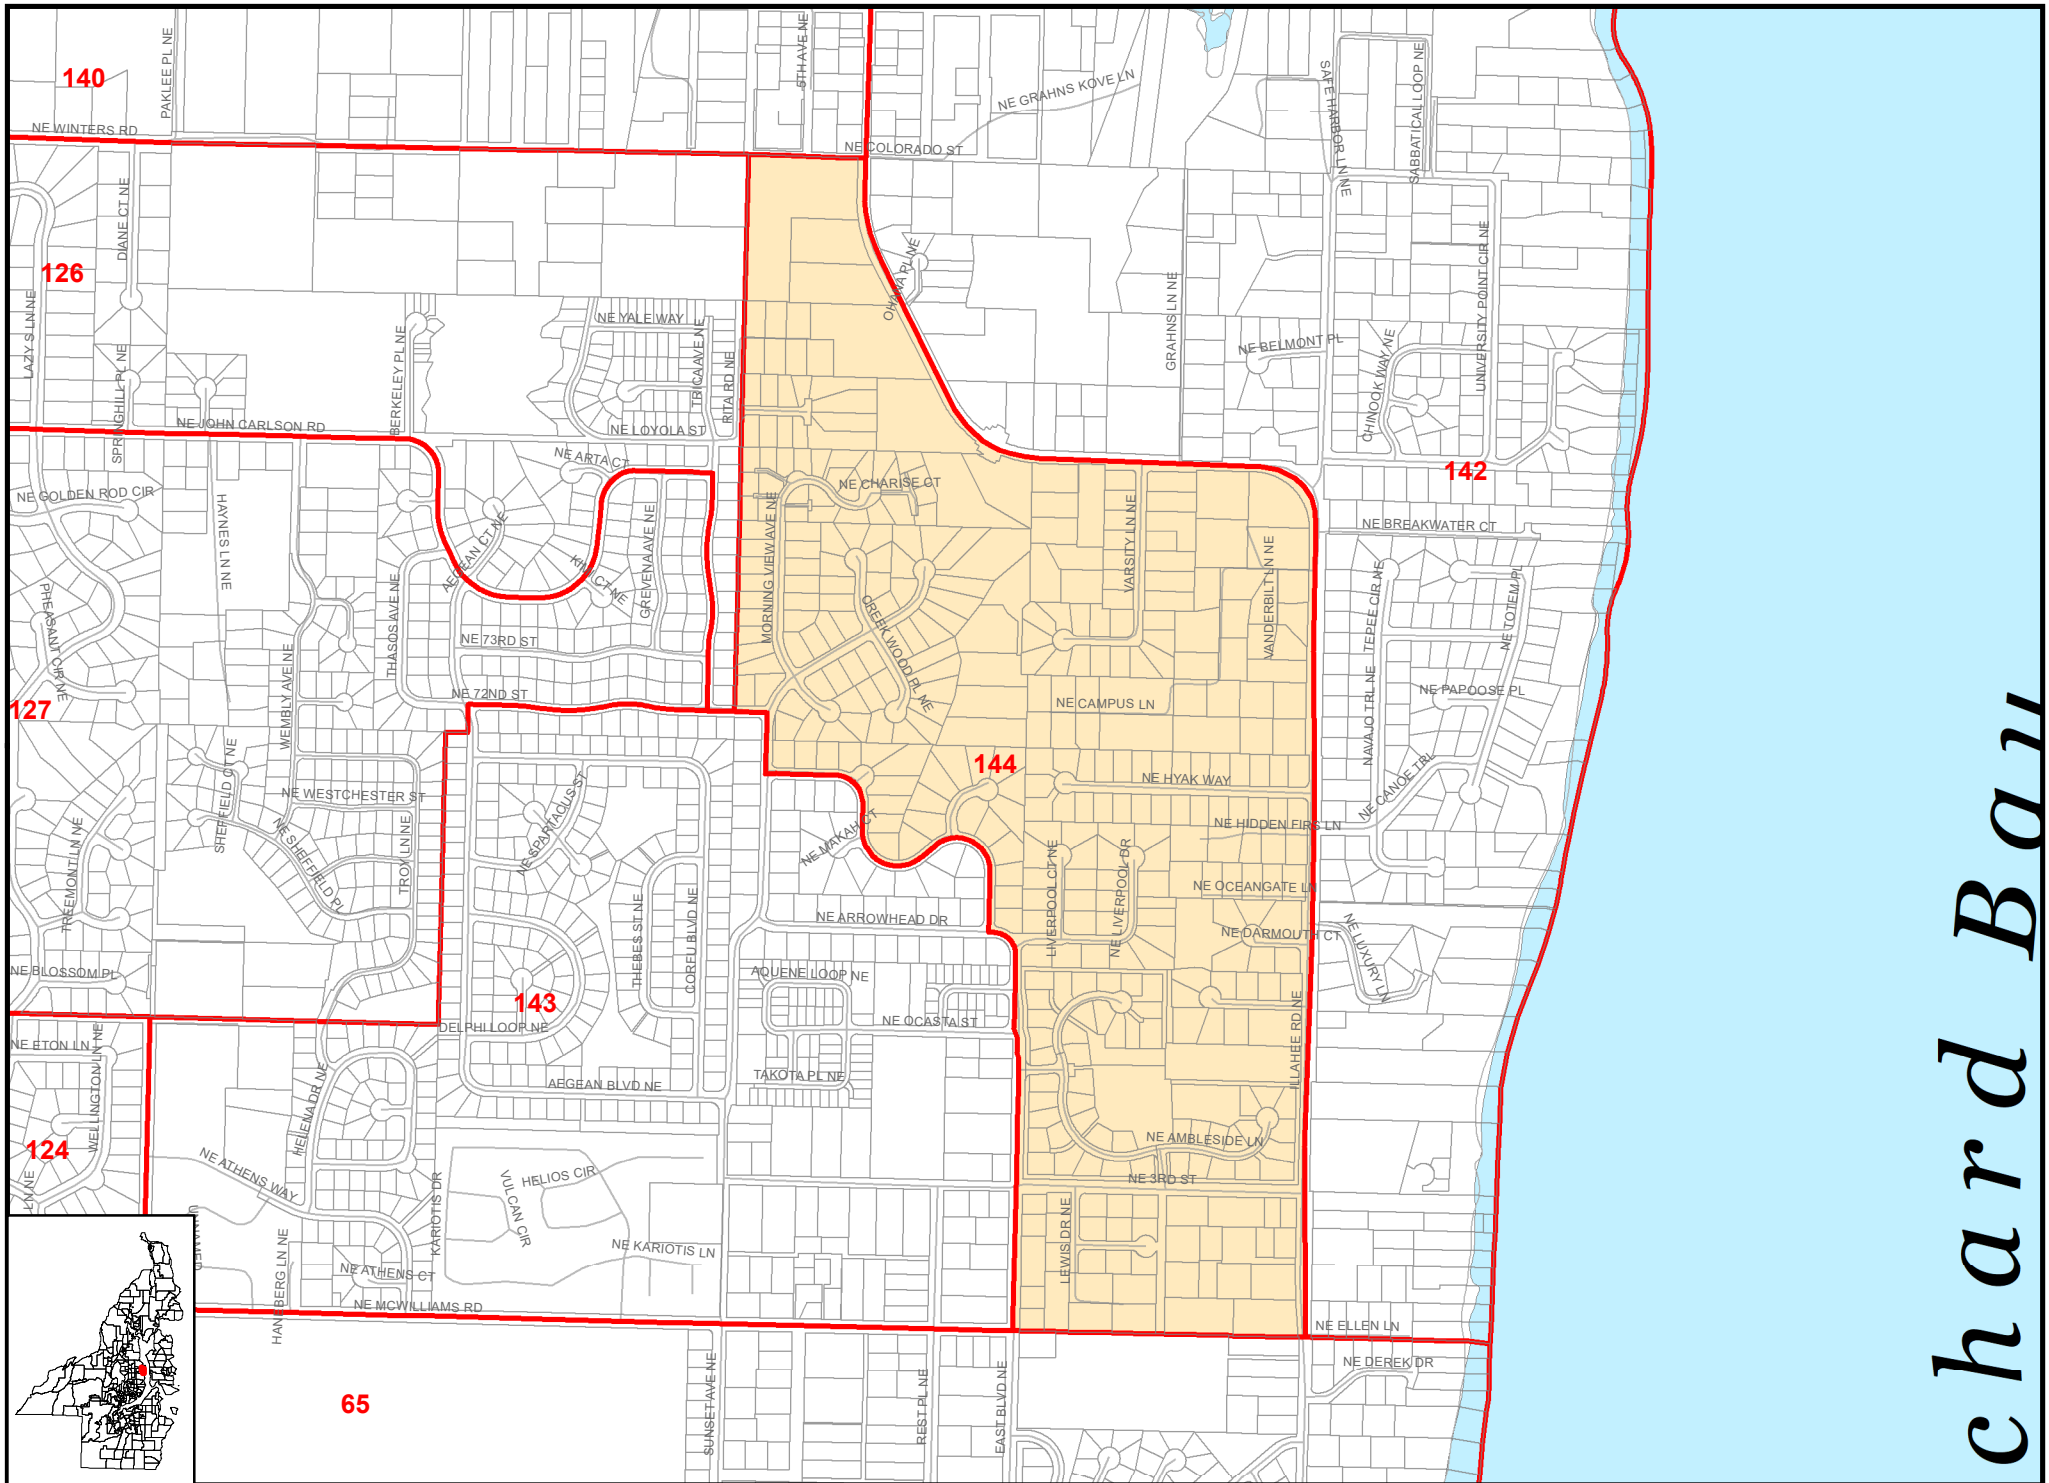 140
PAKLEE PL NE
5TH AVE NE
NE GRAHNS KOVE LN
SAFE HARBOR LN NE
SABBATICAL LOOP NE
NE WINTERS RD
NE COLORADO ST
DIANE CT NE
126
OHANA PL NE
GRAHNS LN NE
UNIVERSITY POINT CIR NE
LAZY S LN NE
NE YALE WAY
TRICA AVE NE
RITA RD NE
NE BELMONT PL
CHINOOK WAY NE
SPRINGHILL PL NE
BERKELEY PL NE
NE JOHN CARLSON RD
NE LOYOLA ST
NE ARTA CT
142
NE GOLDEN ROD CIR
HAYNES LN NE
NE CHARISE CT
NE BREAKWATER CT
AEGEAN CT NE
KIM CT NE
GREVENA AVE NE
MORNING VIEW AVE NE
VARSITY LN NE
VANDERBILT LN NE
PHEASANT CIR NE
THASOS AVE NE
CREEK WOOD PL NE
TEPEE CIR NE
NE TOTEM PL
NE 73RD ST
WEMBLY AVE NE
NE 72ND ST
NE CAMPUS LN
NAVAJO TRL NE
NE PAPOOSE PL
127
144
NE HYAK WAY
SHEFFIELD CT NE
NE WESTCHESTER ST
NE SPARTACUS ST
NE MAKAH CT
NE HIDDEN FIRS LN
NE CANOE TRL
TREEMONT LN NE
NE SHEFFIELD PL
TROY LN NE
LIVERPOOL CT NE
NE LIVERPOOL DR
NE OCEANGATE LN
THEBES ST NE
CORFU BLVD NE
NE ARROWHEAD DR
NE DARMOUTH CT
NE LUXURY LN
NE BLOSSOM PL
AQUENE LOOP NE
143
DELPHI LOOP NE
NE OCASTA ST
ILLAHEE RD NE
NE ETON LN
WELLINGTON LN NE
HELENA DR NE
AEGEAN BLVD NE
TAKOTA PL NE
124
NE AMBLESIDE LN
LN NE
NE ATHENS WAY
KARIOTIS DR
VULCAN CIR
HELIOS CIR
NE 3RD ST
HANEBERG LN NE
NE KARIOTIS LN
LEWIS DR NE
NE ATHENS CT
NE MCWILLIAMS RD
NE ELLEN LN
NE DEREK DR
65
SUNSET AVE NE
REST PL NE
EAST BLVD NE
chard Bay